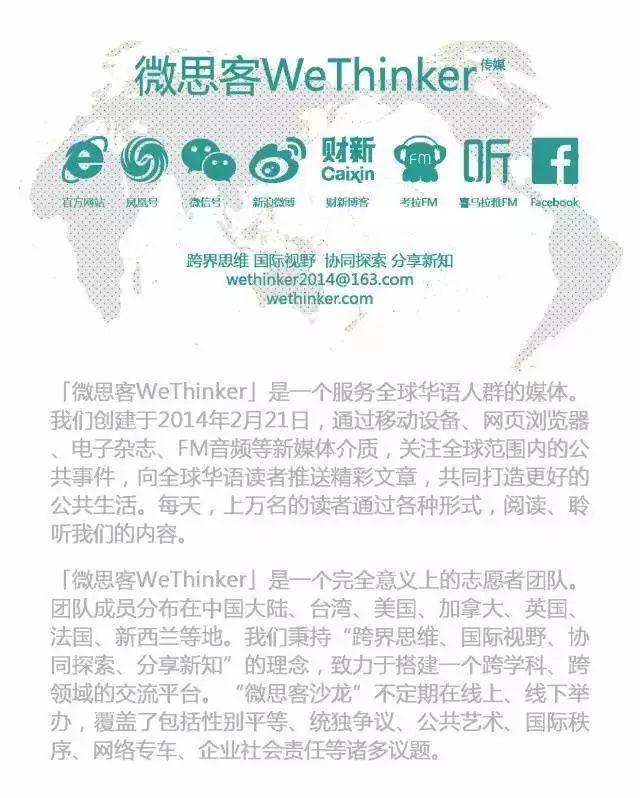 微思客WeThinker传媒
财新
Caixin
FM
听
官方网站 凤凰号 微信号 新浪微博 财新博客 考拉FM 喜马拉雅FM Facebook
跨界思维 国际视野 协同探索 分享新知
wethinker2014@163.com
wethinker.com
「微思客WeThinker」是一个服务全球华语人群的媒体。
我们创建于2014年2月21日，通过移动设备、网页浏览器
、电子杂志、FM音频等新媒体介质，关注全球范围内的公
共事件，向全球华语读者推送精彩文章，共同打造更好的
公共生活。每天，上万名的读者通过各种形式，阅读、聆
听我们的内容。
「微思客WeThinker」是一个完全意义上的志愿者团队。
团队成员分布在中国大陆、台湾、美国、加拿大、英国、
法国、新西兰等地。我们秉持“跨界思维、国际视野、协
同探索、分享新知”的理念，致力于搭建一个跨学科、跨
领域的交流平台。“微思客沙龙”不定期在线上、线下举
办，覆盖了包括性别平等、统独争议、公共艺术、国际秩
序、网络专车、企业社会责任等诸多议题。